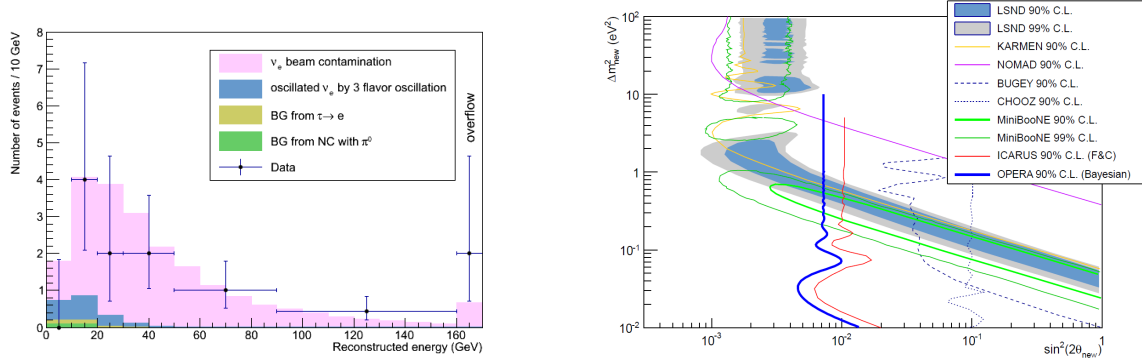 Number of events / 10 GeV
8
7
6
5
4
3
2
1
0
ν_e beam contamination
oscillated ν_e by 3 flavor oscillation
BG from τ→ e
BG from NC with π⁰
Data
overflow
0 20 40 60 80 100 120 140 160
Reconstructed energy (GeV)
Δm²_new (eV²)
10²
10
1
10⁻¹
10⁻²
LSND 90% C.L.
LSND 99% C.L.
KARMEN 90% C.L.
NOMAD 90% C.L.
BUGEY 90% C.L.
CHOOZ 90% C.L.
MiniBooNE 90% C.L.
MiniBooNE 99% C.L.
ICARUS 90% C.L. (F&C)
OPERA 90% C.L. (Bayesian)
10⁻³ 10⁻² 10⁻¹ 1
sin²(2θ_new)